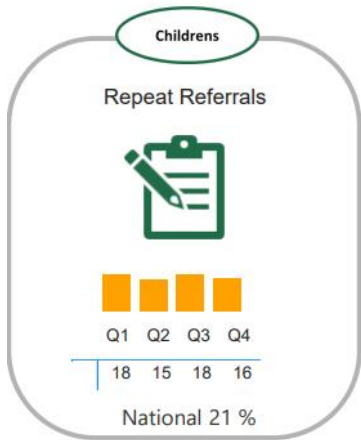 Childrens
Repeat Referrals
Q1 Q2 Q3 Q4
18 15 18 16
National 21 %